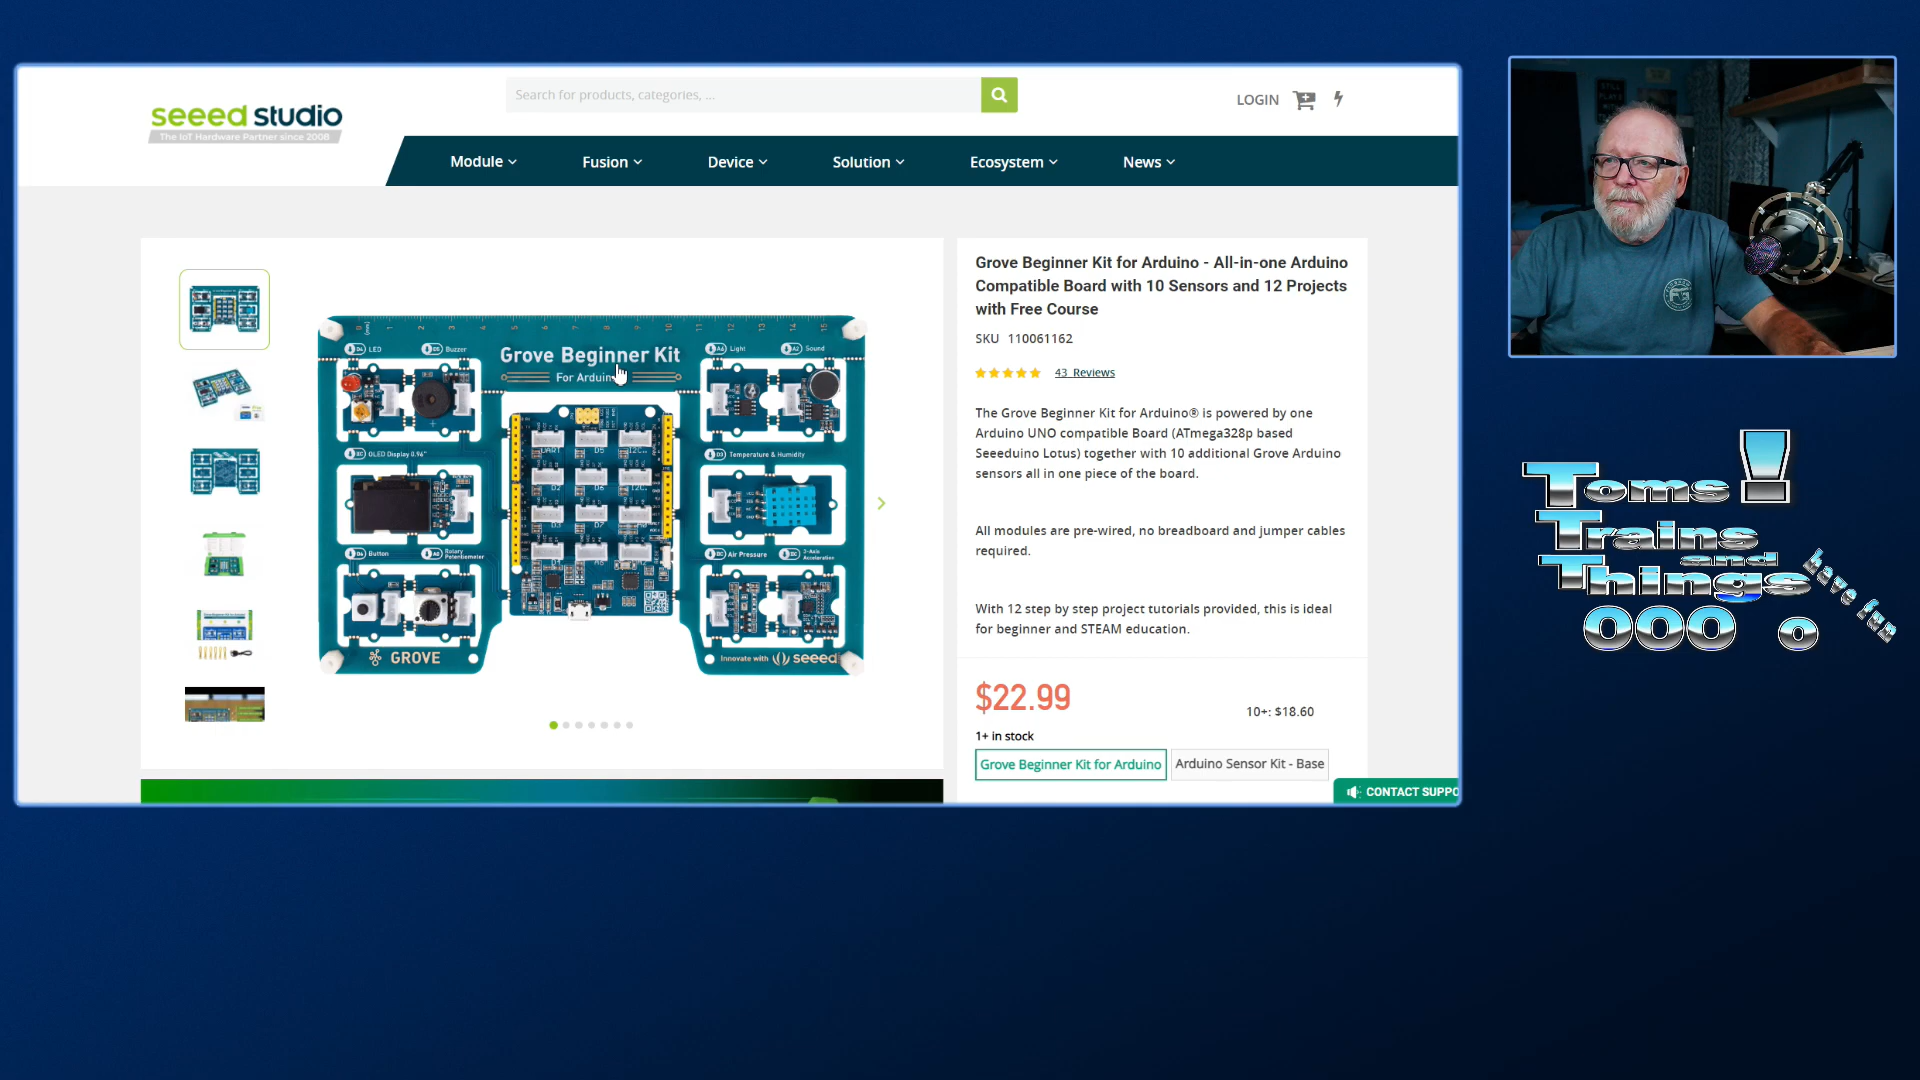 seeed studio
The IoT Hardware Partner since 2008
Search for products, categories, ...
LOGIN
Module
Fusion
Device
Solution
Ecosystem
News
Grove Beginner Kit
For Arduin
LED
Buzzer
Light
Sound
OLED Display 0.96"
Temperature & Humidity
Button
Rotary Potentiometer
Air Pressure
3-Axis Acceleration
GROVE
Innovate with seeed
Grove Beginner Kit for Arduino - All-in-one Arduino
Compatible Board with 10 Sensors and 12 Projects
with Free Course
SKU 110061162
43 Reviews
The Grove Beginner Kit for Arduino® is powered by one
Arduino UNO compatible Board (ATmega328p based
Seeeduino Lotus) together with 10 additional Grove Arduino
sensors all in one piece of the board.
All modules are pre-wired, no breadboard and jumper cables
required.
With 12 step by step project tutorials provided, this is ideal
for beginner and STEAM education.
$22.99
10+: $18.60
1+ in stock
Grove Beginner Kit for Arduino
Arduino Sensor Kit - Base
CONTACT SUPPO
Toms !
Trains
and
Things
have fun
OOO o